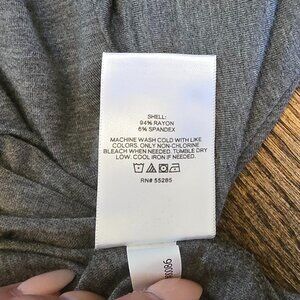 SHELL:
94% RAYON
6% SPANDEX
MACHINE WASH COLD WITH LIKE
COLORS. ONLY NON-CHLORINE
BLEACH WHEN NEEDED. TUMBLE DRY
LOW. COOL IRON IF NEEDED.
RN# 55285